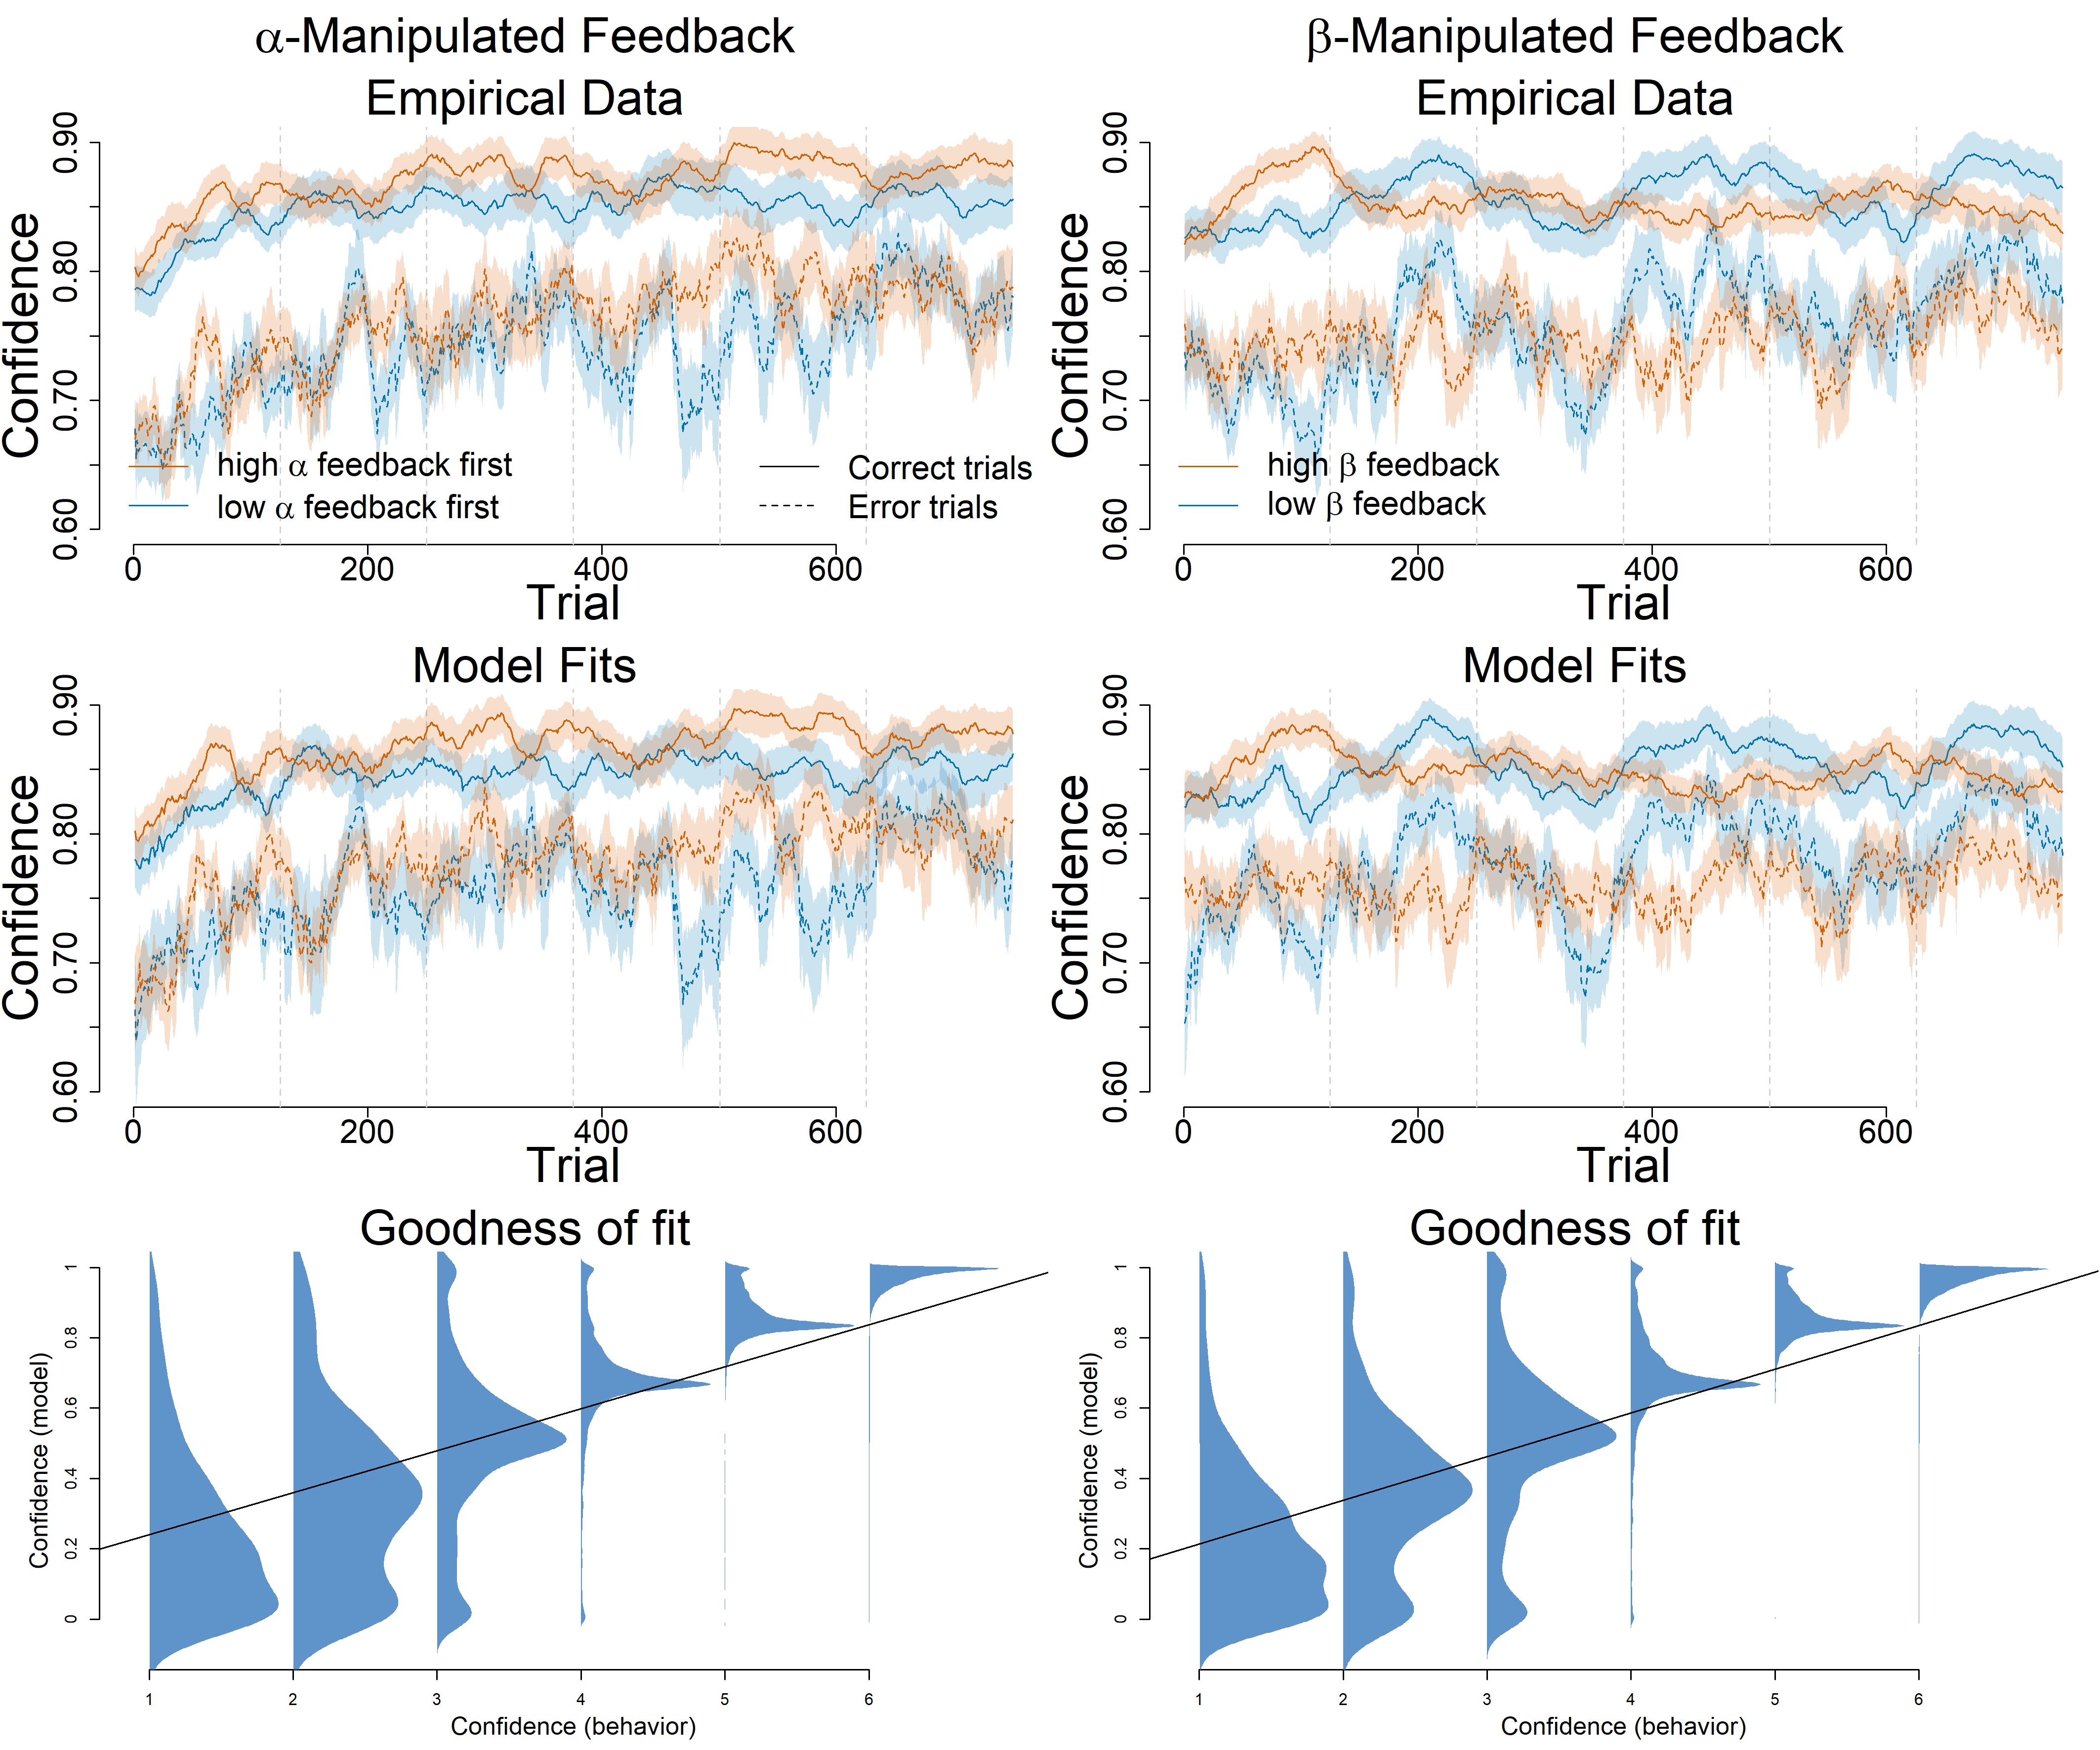 α-Manipulated Feedback
Empirical Data
Confidence
0.60 0.70 0.80 0.90
high α feedback first
low α feedback first
Correct trials
Error trials
0 200 400 600
Trial
β-Manipulated Feedback
Empirical Data
Confidence
0.60 0.70 0.80 0.90
high β feedback
low β feedback
0 200 400 600
Trial
Model Fits
Confidence
0.60 0.70 0.80 0.90
0 200 400 600
Trial
Model Fits
Confidence
0.60 0.70 0.80 0.90
0 200 400 600
Trial
Goodness of fit
Confidence (model)
0 0.2 0.4 0.6 0.8 1
1 2 3 4 5 6
Confidence (behavior)
Goodness of fit
Confidence (model)
0 0.2 0.4 0.6 0.8 1
1 2 3 4 5 6
Confidence (behavior)